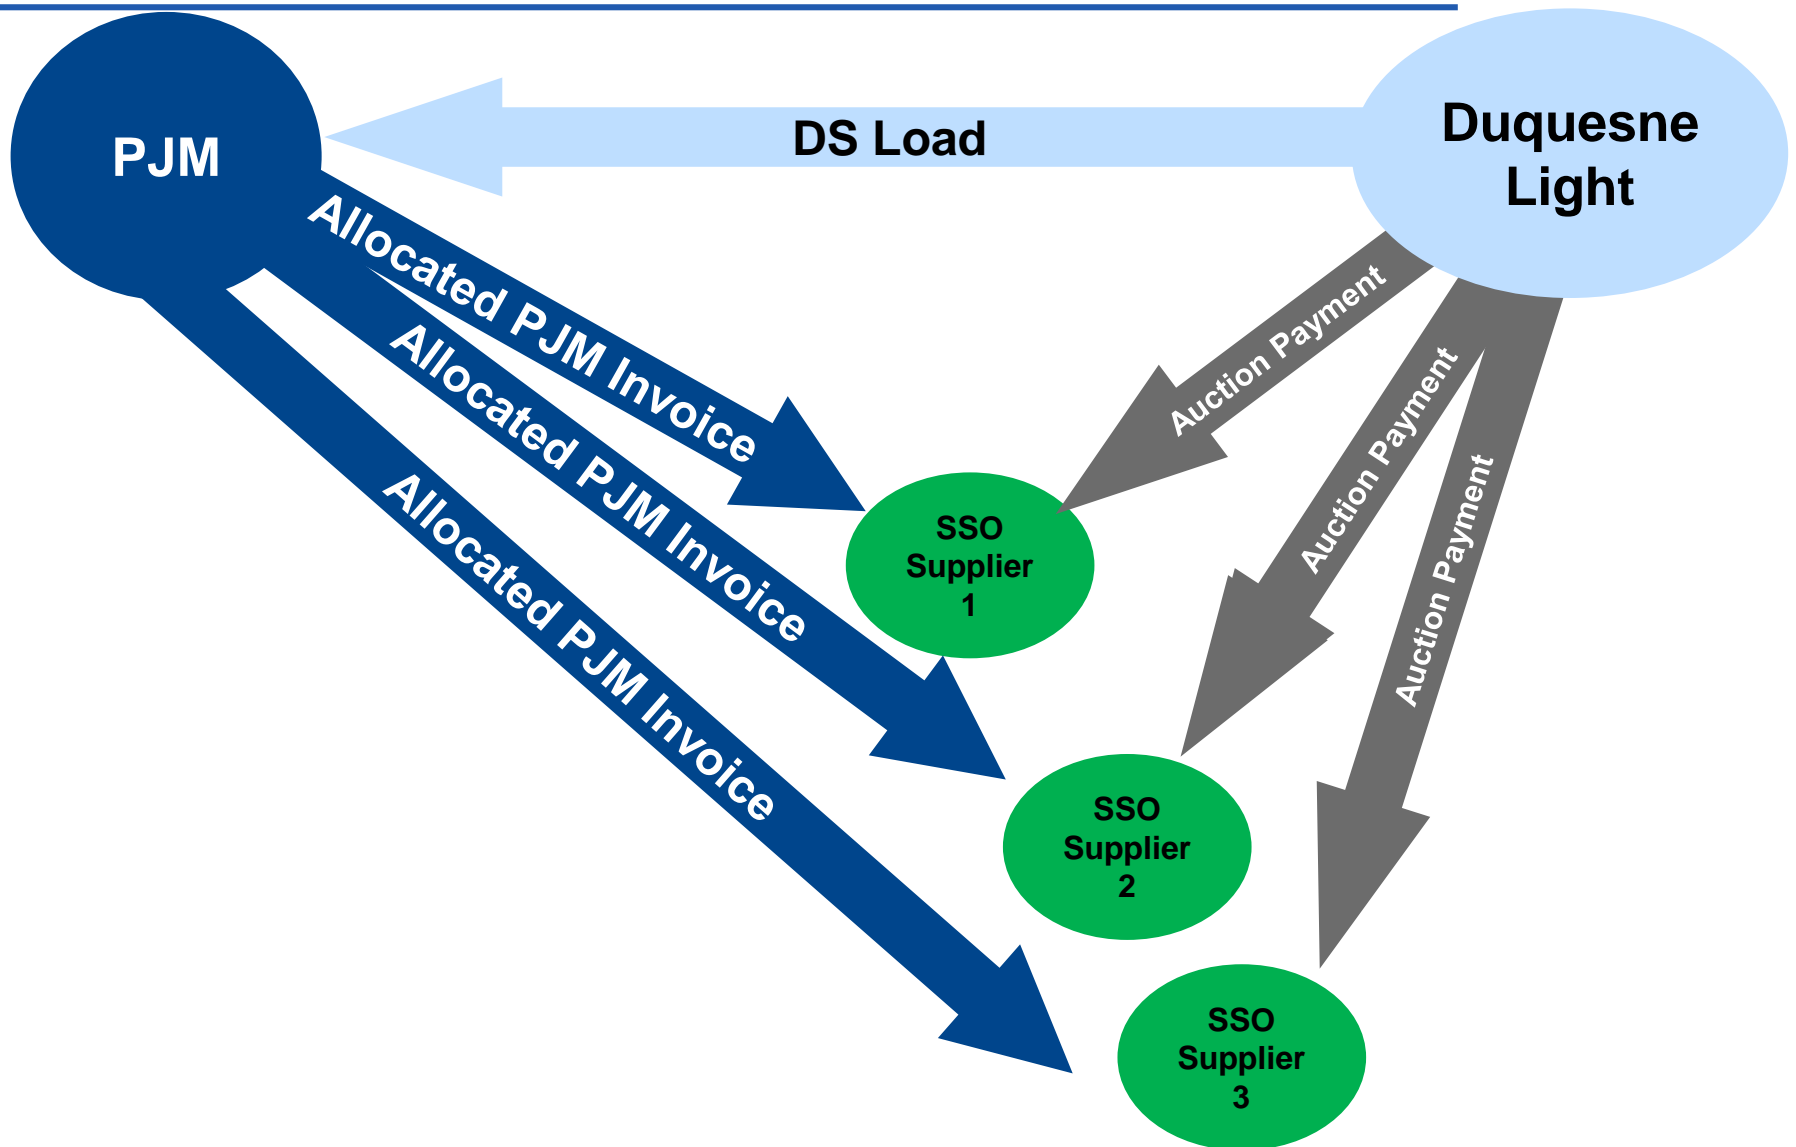 PJM
DS Load
Duquesne
Light
Allocated PJM Invoice
Allocated PJM Invoice
Allocated PJM Invoice
Auction Payment
Auction Payment
Auction Payment
SSO
Supplier
1
SSO
Supplier
2
SSO
Supplier
3